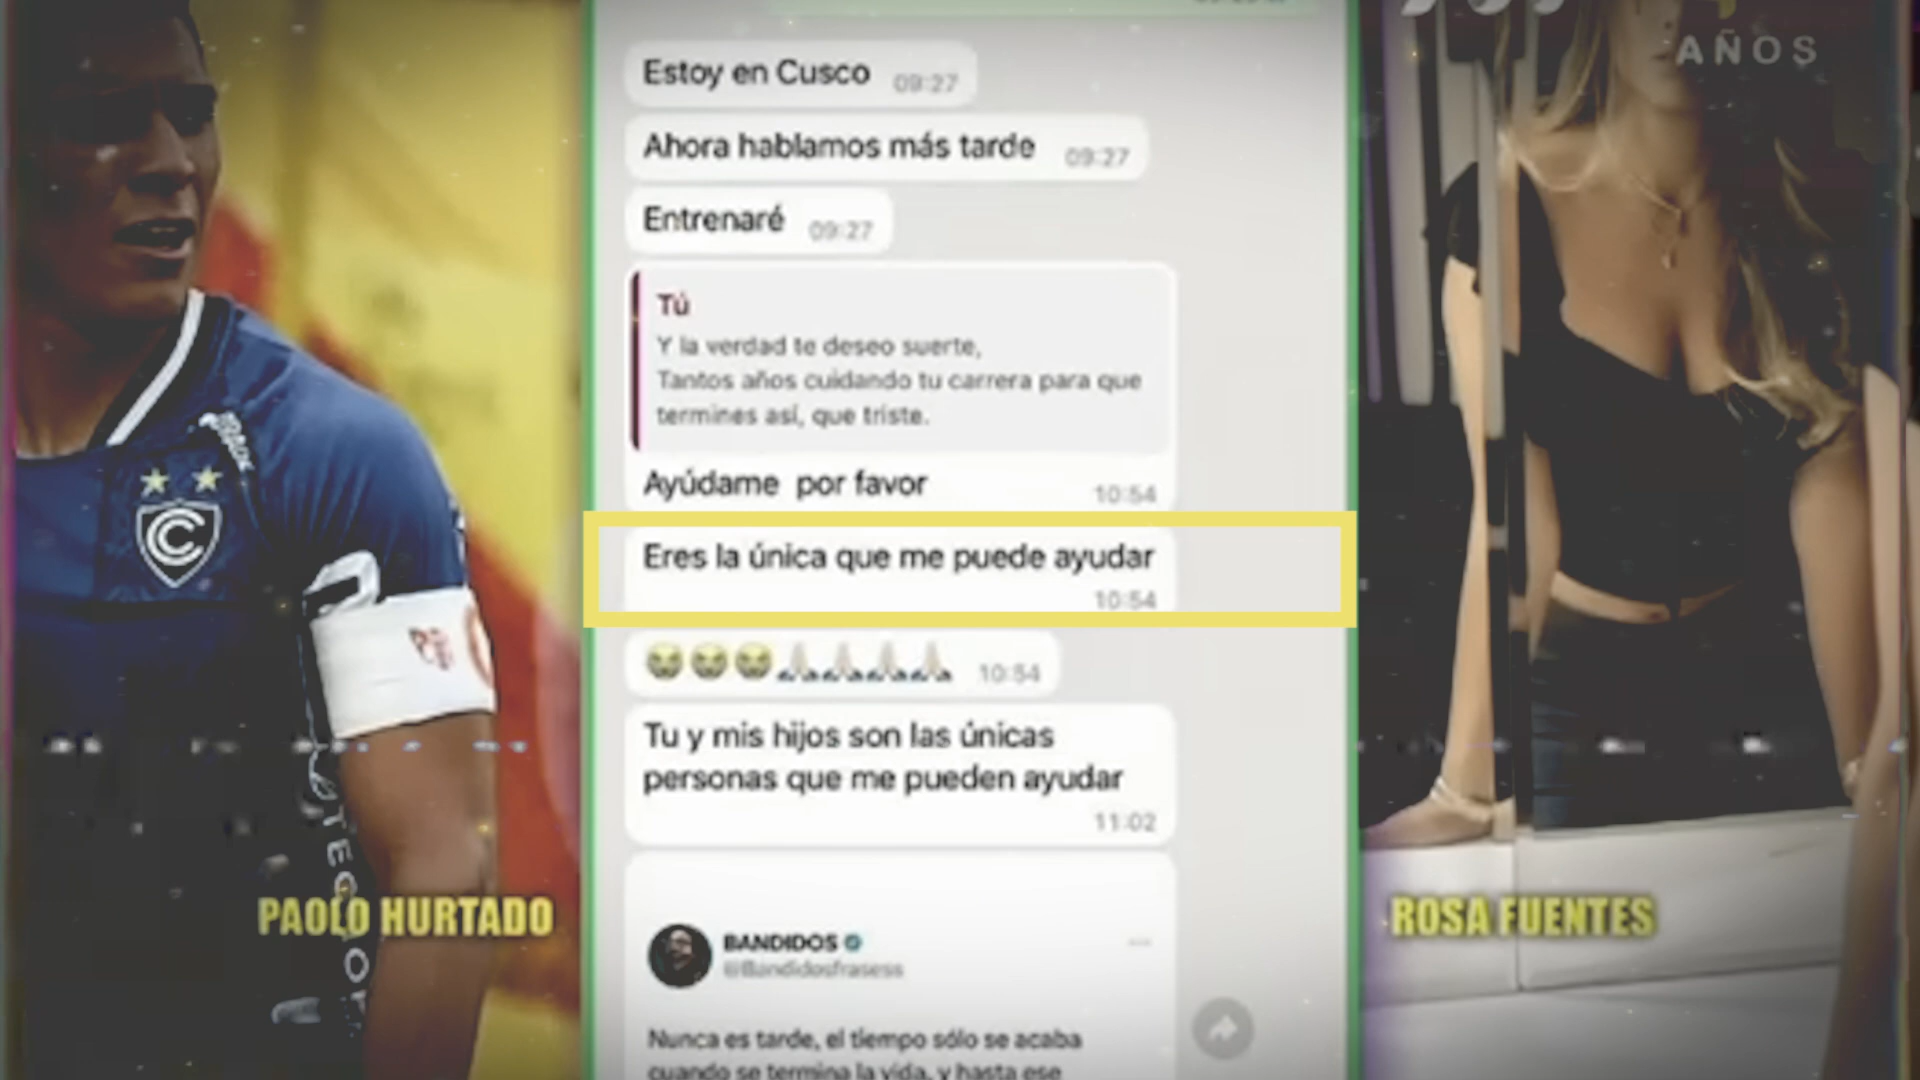 AÑOS
Estoy en Cusco 09:27
Ahora hablamos más tarde 09:27
Entrenaré 09:27
Tú
Y la verdad te deseo suerte,
Tantos años cuidando tu carrera para que
termines así, que triste.
Ayúdame por favor 10:54
Eres la única que me puede ayudar
10:54
10:54
Tu y mis hijos son las únicas
personas que me pueden ayudar
11:02
BANDIDOS
@Bandidosfrasess
Nunca es tarde, el tiempo sólo se acaba
cuando se termina la vida, y hasta ese
PAOLO HURTADO
ROSA FUENTES